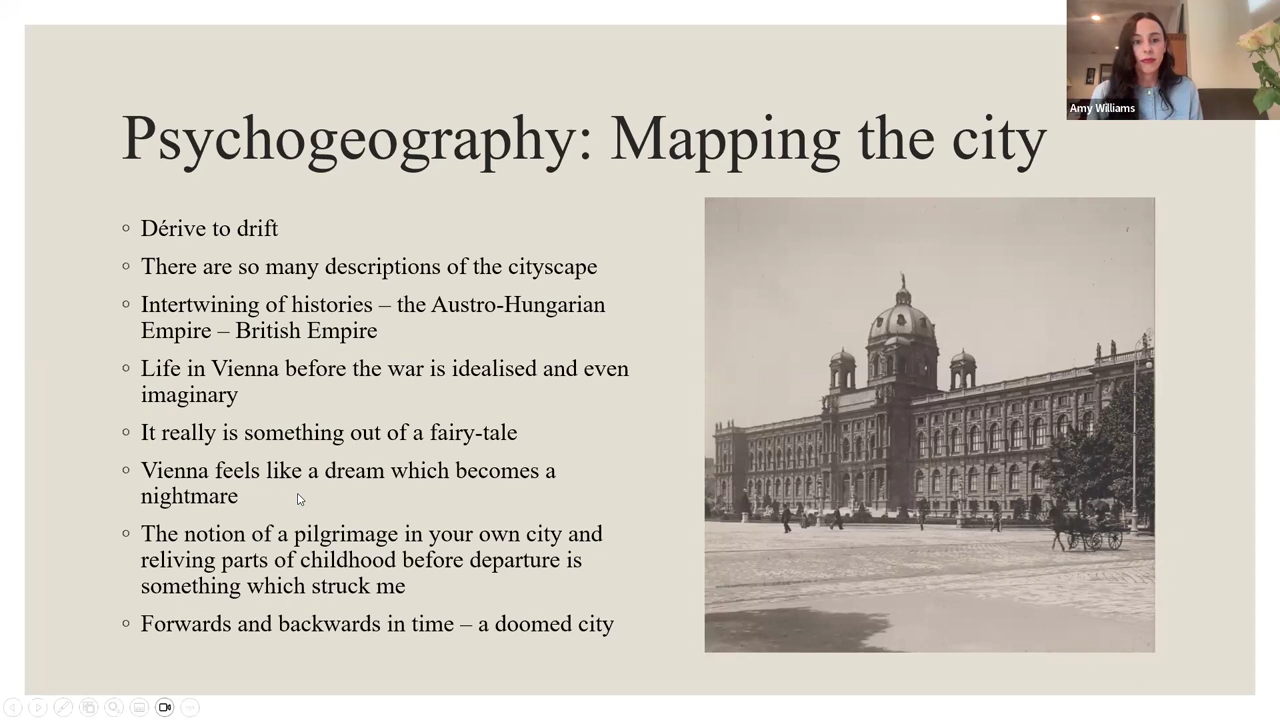 Amy Williams
Psychogeography: Mapping the city
◦ Dérive to drift
◦ There are so many descriptions of the cityscape
◦ Intertwining of histories – the Austro-Hungarian
Empire – British Empire
◦ Life in Vienna before the war is idealised and even
imaginary
◦ It really is something out of a fairy-tale
◦ Vienna feels like a dream which becomes a
nightmare
◦ The notion of a pilgrimage in your own city and
reliving parts of childhood before departure is
something which struck me
◦ Forwards and backwards in time – a doomed city